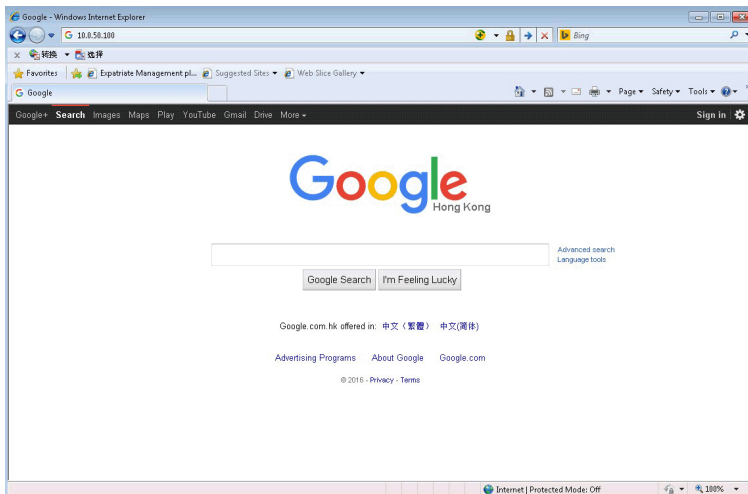 Google - Windows Internet Explorer
10.0.50.100
Bing
x 转换 选择
Favorites Expatriate Management pl... Suggested Sites Web Slice Gallery
Google
Page Safety Tools
Google+ Search Images Maps Play YouTube Gmail Drive More
Sign in
Google
Hong Kong
Advanced search
Language tools
Google Search I'm Feeling Lucky
Google.com.hk offered in: 中文（繁體） 中文(简体)
Advertising Programs About Google Google.com
© 2016 - Privacy - Terms
Internet | Protected Mode: Off
100%